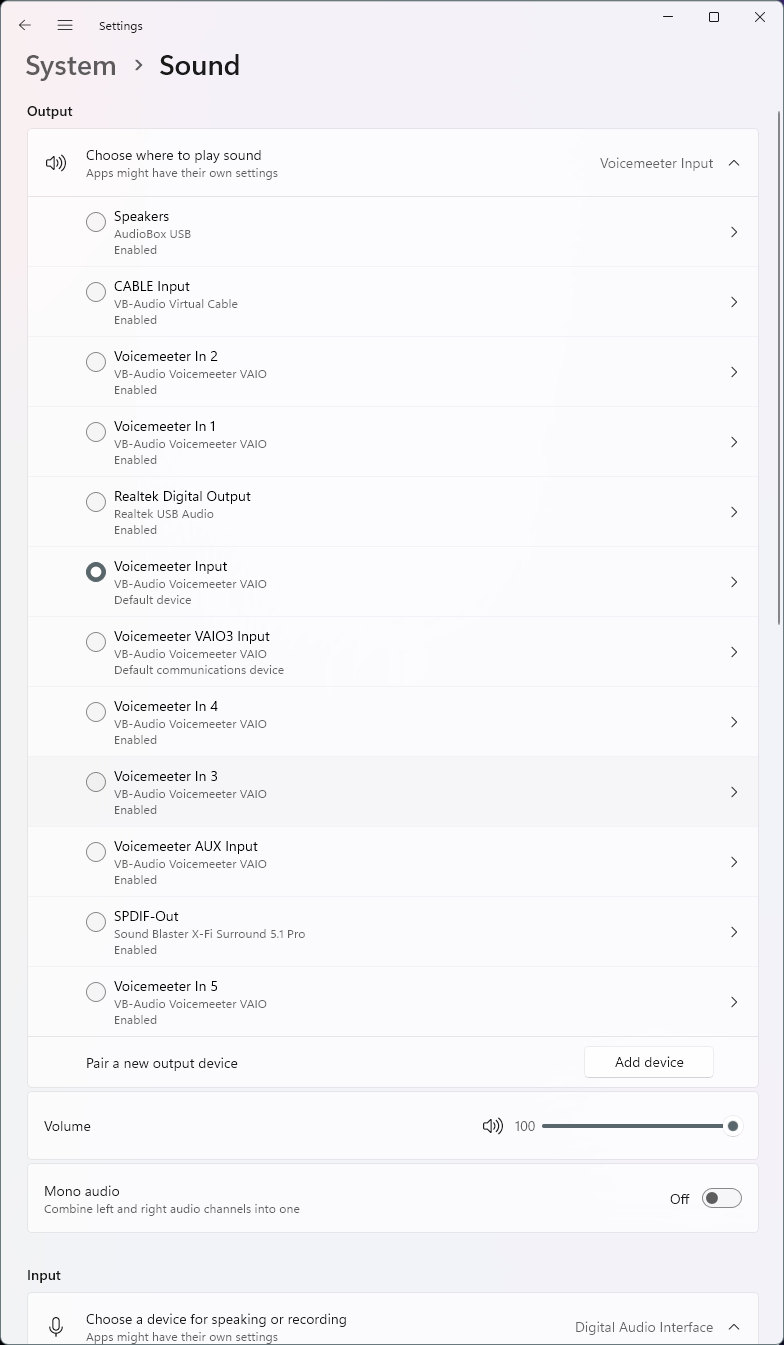 Settings
System > Sound
Output
Choose where to play sound
Apps might have their own settings
Voicemeeter Input
Speakers
AudioBox USB
Enabled
CABLE Input
VB-Audio Virtual Cable
Enabled
Voicemeeter In 2
VB-Audio Voicemeeter VAIO
Enabled
Voicemeeter In 1
VB-Audio Voicemeeter VAIO
Enabled
Realtek Digital Output
Realtek USB Audio
Enabled
Voicemeeter Input
VB-Audio Voicemeeter VAIO
Default device
Voicemeeter VAIO3 Input
VB-Audio Voicemeeter VAIO
Default communications device
Voicemeeter In 4
VB-Audio Voicemeeter VAIO
Enabled
Voicemeeter In 3
VB-Audio Voicemeeter VAIO
Enabled
Voicemeeter AUX Input
VB-Audio Voicemeeter VAIO
Enabled
SPDIF-Out
Sound Blaster X-Fi Surround 5.1 Pro
Enabled
Voicemeeter In 5
VB-Audio Voicemeeter VAIO
Enabled
Pair a new output device
Add device
Volume
100
Mono audio
Combine left and right audio channels into one
Off
Input
Choose a device for speaking or recording
Apps might have their own settings
Digital Audio Interface